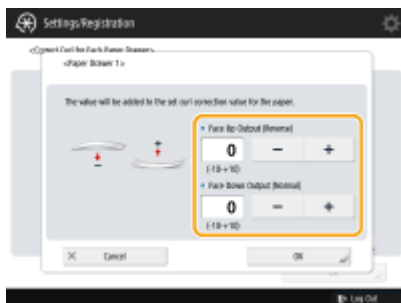 Settings/Registration
<Correct Curl for Each Paper Drawer>
<Paper Drawer 1>
The value will be added to the set curl correction value for the paper.
Face Up Output (Reverse)
0 − +
(-10-+10)
Face Down Output (Normal)
0 − +
(-10-+10)
× Cancel OK
Log Out